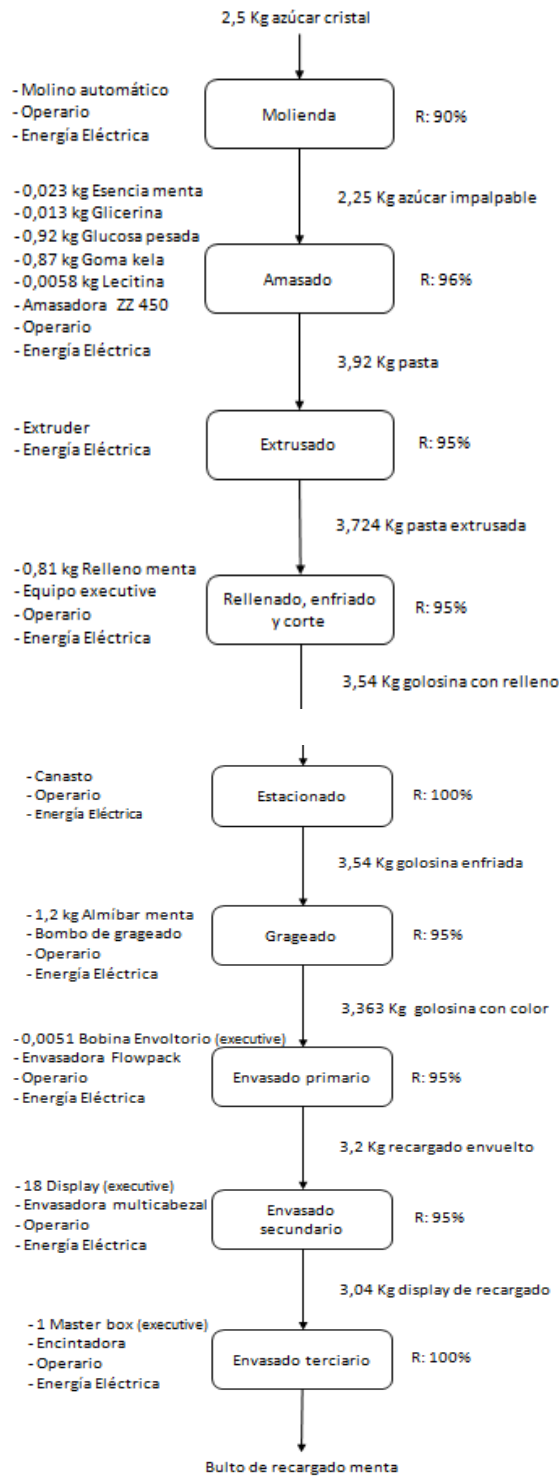 2,5 Kg azúcar cristal
- Molino automático
- Operario
- Energía Eléctrica
Molienda
R: 90%
2,25 Kg azúcar impalpable
- 0,023 kg Esencia menta
- 0,013 kg Glicerina
- 0,92 kg Glucosa pesada
- 0,87 kg Goma kela
- 0,0058 kg Lecitina
- Amasadora ZZ 450
- Operario
- Energía Eléctrica
Amasado
R: 96%
3,92 Kg pasta
- Extruder
- Energía Eléctrica
Extrusado
R: 95%
3,724 Kg pasta extrusada
- 0,81 kg Relleno menta
- Equipo executive
- Operario
- Energía Eléctrica
Rellenado, enfriado
y corte
R: 95%
3,54 Kg golosina con relleno
- Canasto
- Operario
- Energía Eléctrica
Estacionado
R: 100%
3,54 Kg golosina enfriada
- 1,2 kg Almíbar menta
- Bombo de grageado
- Operario
- Energía Eléctrica
Grageado
R: 95%
3,363 Kg golosina con color
- 0,0051 Bobina Envoltorio (executive)
- Envasadora Flowpack
- Operario
- Energía Eléctrica
Envasado primario
R: 95%
3,2 Kg recargado envuelto
- 18 Display (executive)
- Envasadora multicabezal
- Operario
- Energía Eléctrica
Envasado
secundario
R: 95%
3,04 Kg display de recargado
- 1 Master box (executive)
- Encintadora
- Operario
- Energía Eléctrica
Envasado terciario
R: 100%
Bulto de recargado menta